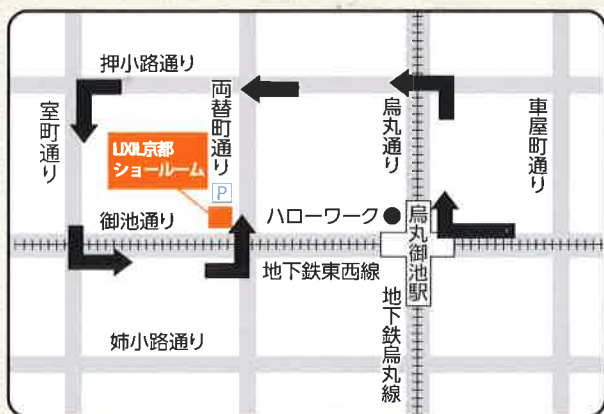 押小路通り
室町通り
両替町通り
烏丸通り
車屋町通り
LIXIL京都
ショールーム
P
御池通り
ハローワーク
烏丸御池駅
地下鉄東西線
地下鉄烏丸線
姉小路通り